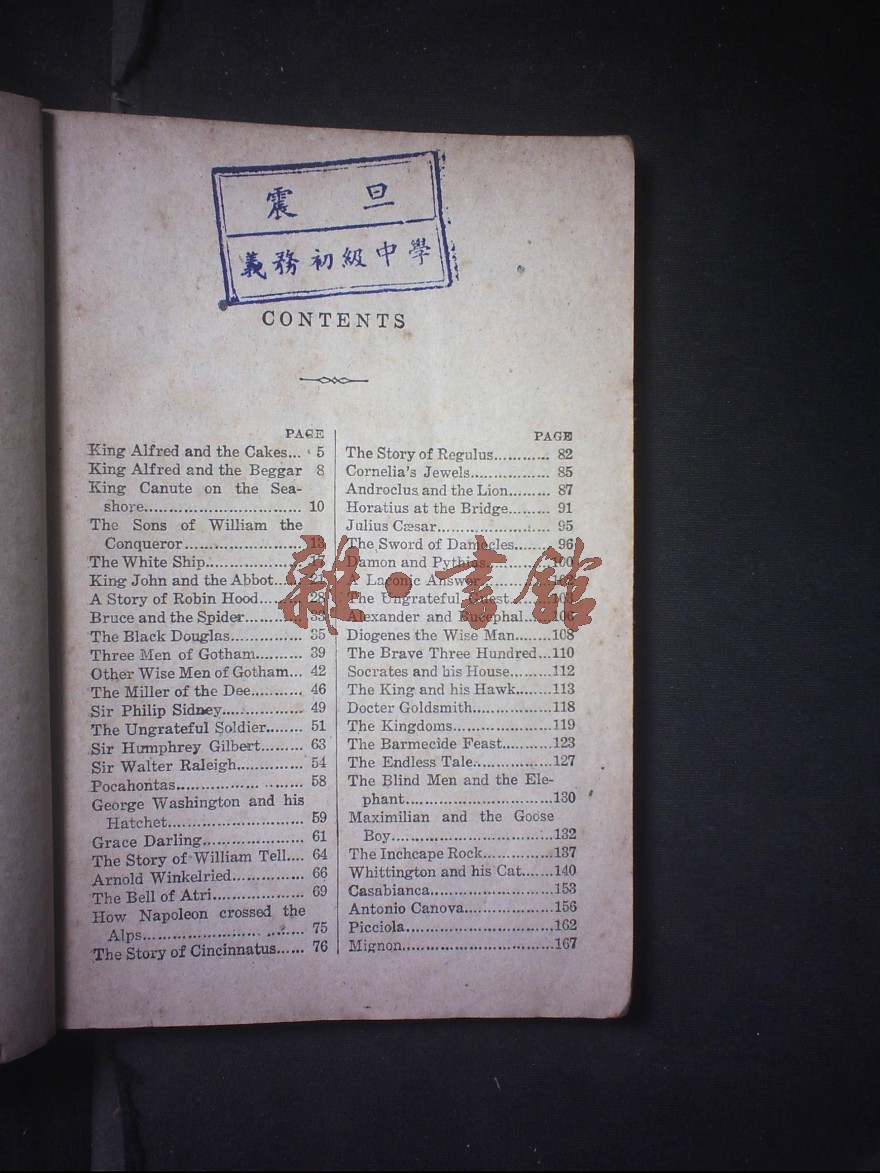 震旦
義務初級中學
CONTENTS
PAGE
King Alfred and the Cakes... 5
King Alfred and the Beggar 8
King Canute on the Sea-
shore............................... 10
The Sons of William the
Conqueror....................... 13
The White Ship................... 17
King John and the Abbot...... 21
A Story of Robin Hood......... 28
Bruce and the Spider............ 33
The Black Douglas............... 35
Three Men of Gotham.......... 39
Other Wise Men of Gotham... 42
The Miller of the Dee........... 46
Sir Philip Sidney.................. 49
The Ungrateful Soldier......... 51
Sir Humphrey Gilbert.......... 63
Sir Walter Raleigh............... 54
Pocahontas......................... 58
George Washington and his
Hatchet........................... 59
Grace Darling...................... 61
The Story of William Tell.... 64
Arnold Winkelried............... 66
The Bell of Atri................... 69
How Napoleon crossed the
Alps................................ 75
The Story of Cincinnatus...... 76
PAGE
The Story of Regulus............ 82
Cornelia's Jewels................. 85
Androclus and the Lion......... 87
Horatius at the Bridge.......... 91
Julius Cæsar....................... 95
The Sword of Damocles........ 96
Damon and Pythias..............100
A Laconic Answer...............102
The Ungrateful Guest..........103
Alexander and Bucephal......106
Diogenes the Wise Man.......108
The Brave Three Hundred...110
Socrates and his House........112
The King and his Hawk.......113
Docter Goldsmith................118
The Kingdoms....................119
The Barmecide Feast..........123
The Endless Tale................127
The Blind Men and the Ele-
phant..............................130
Maximilian and the Goose
Boy................................132
The Inchcape Rock..............137
Whittington and his Cat......140
Casabianca.........................153
Antonio Canova..................156
Picciola..............................162
Mignon..............................167
雜·書館